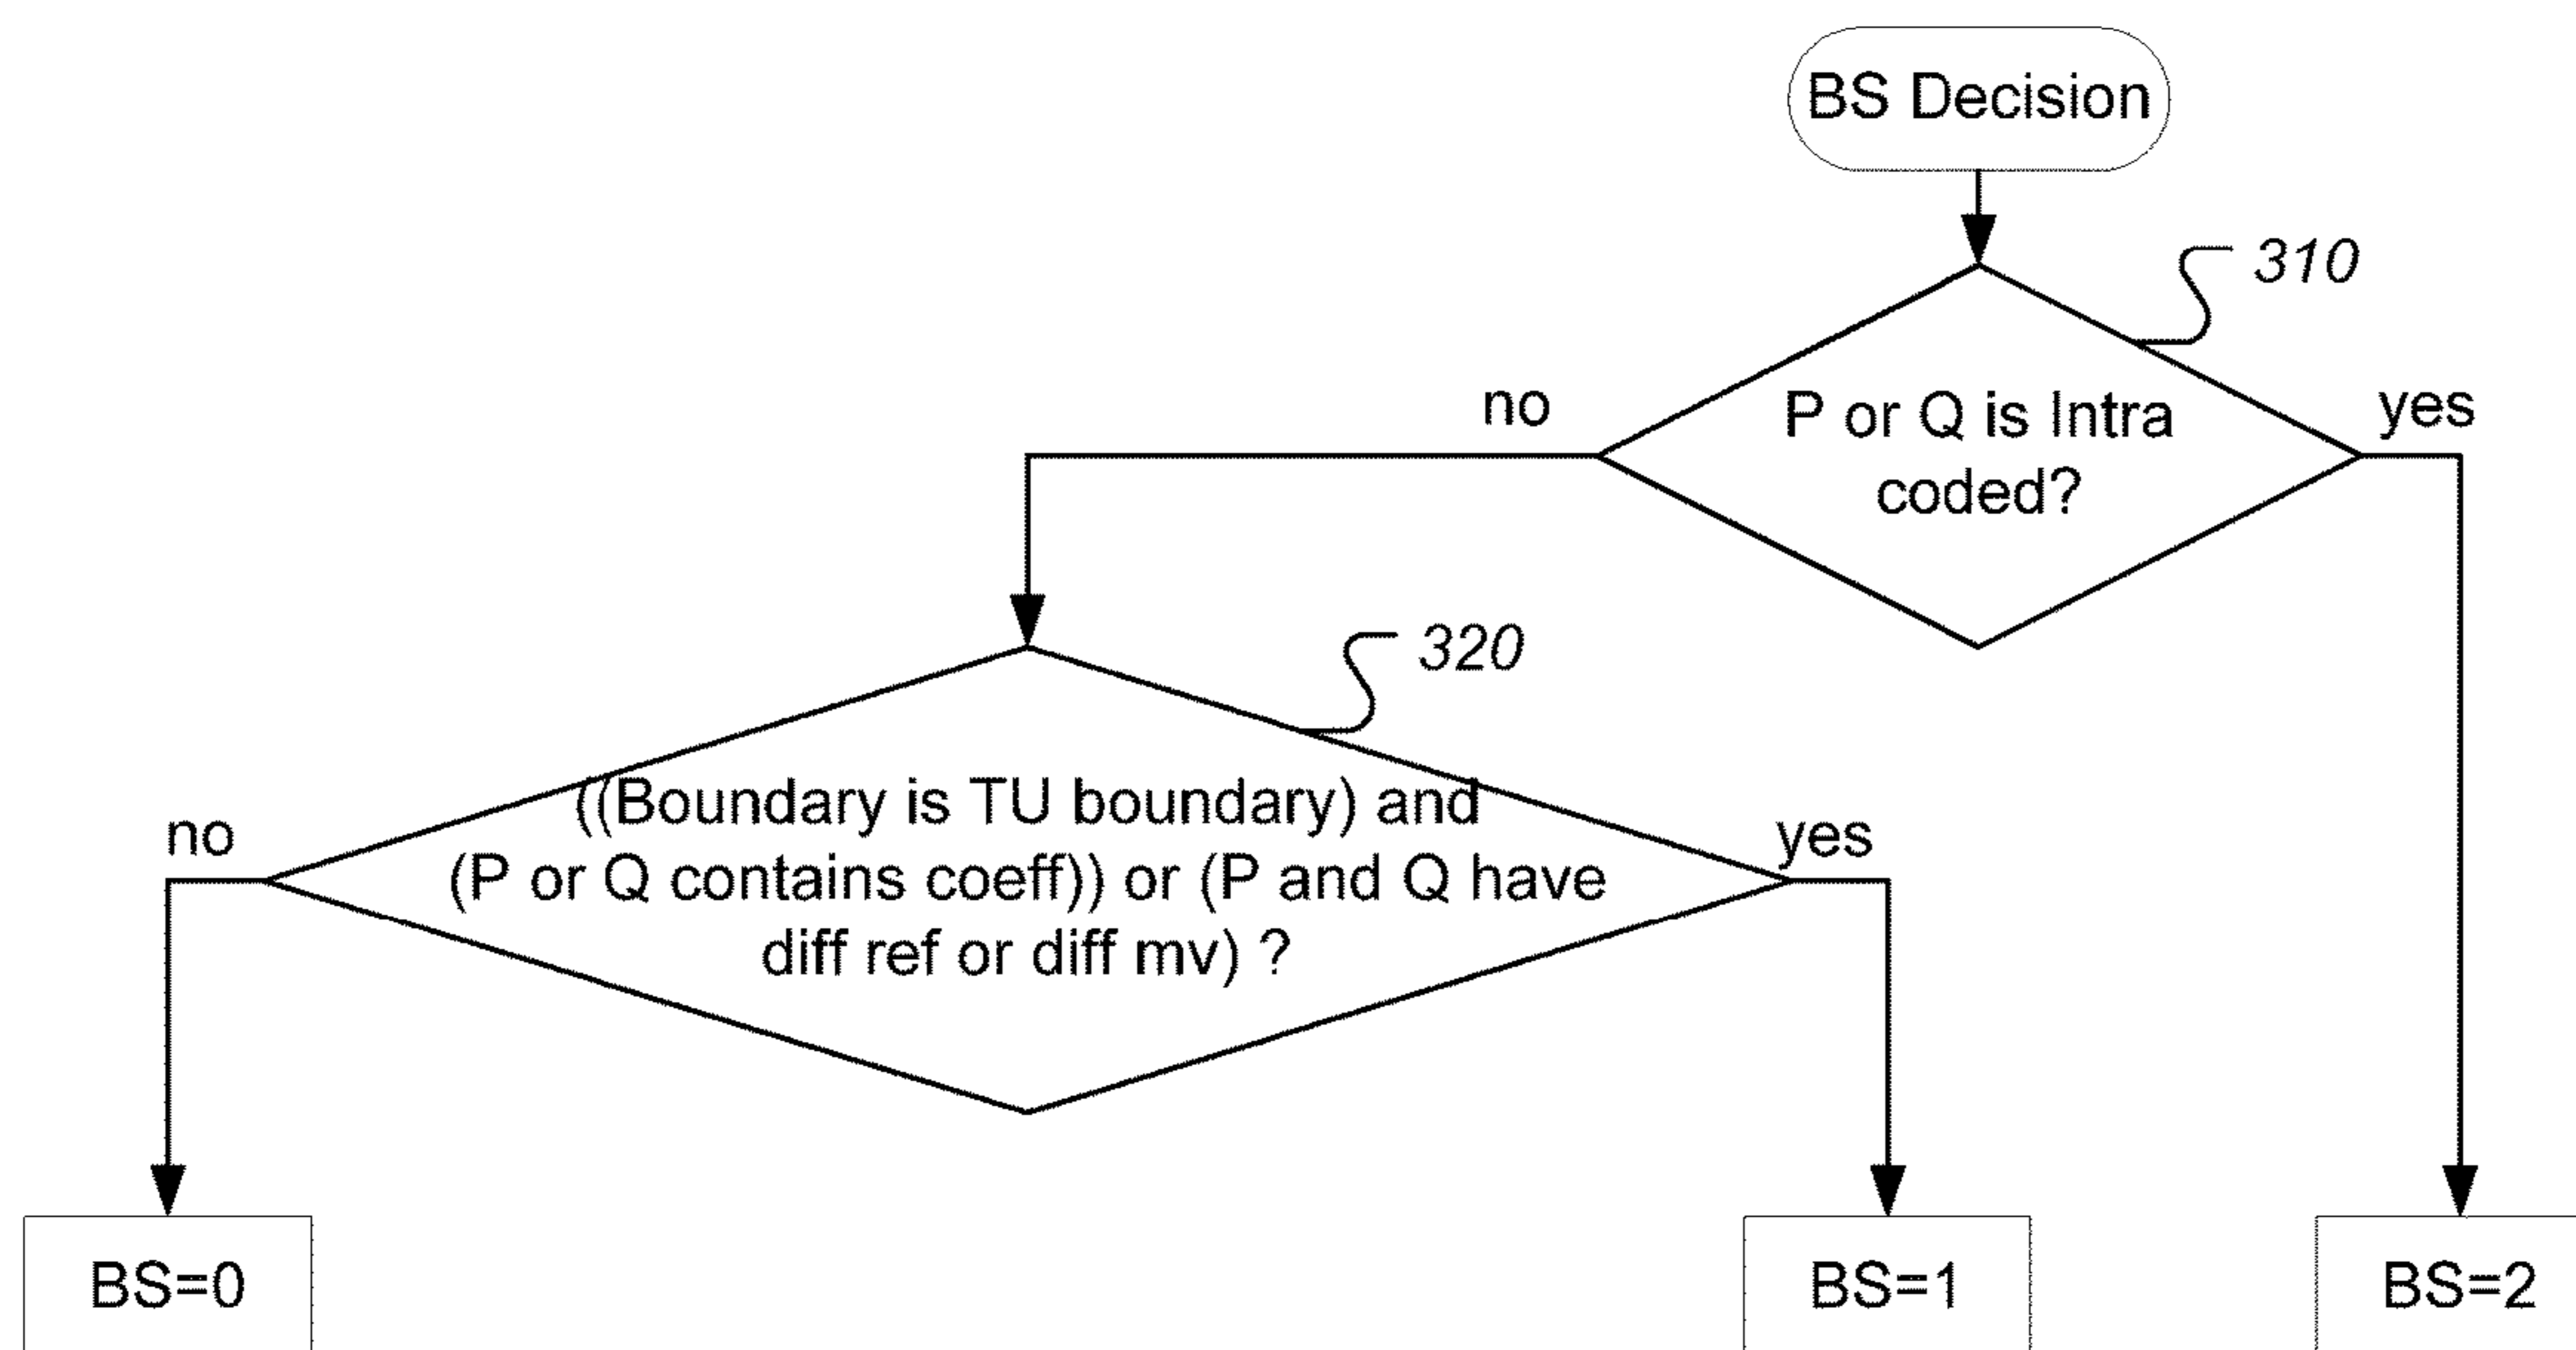 BS Decision
310
P or Q is Intra
coded?
no
yes
320
((Boundary is TU boundary) and
(P or Q contains coeff)) or (P and Q have
diff ref or diff mv) ?
no
yes
BS=0
BS=1
BS=2